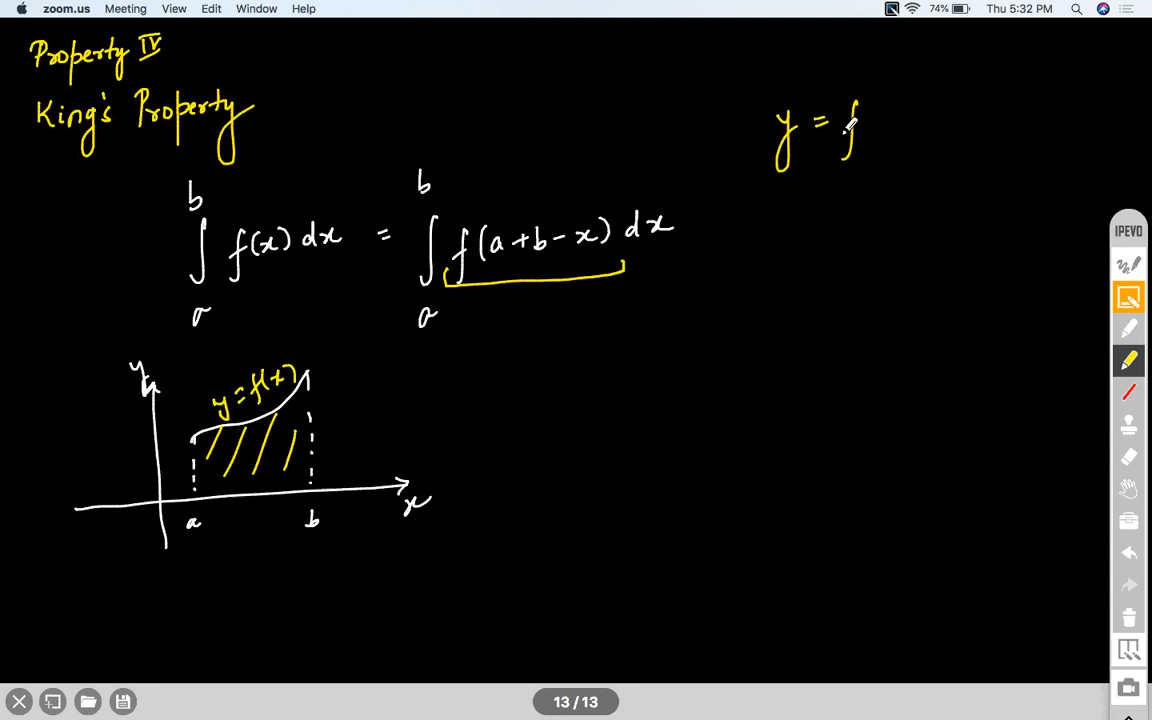 zoom.us Meeting View Edit Window Help 74% Thu 5:32 PM
Property IV
King's Property
y = f
b b
∫ f(x) dx = ∫ f(a+b-x) dx
a a
IPEVO
y
y = f(x)
x
a b
13 / 13